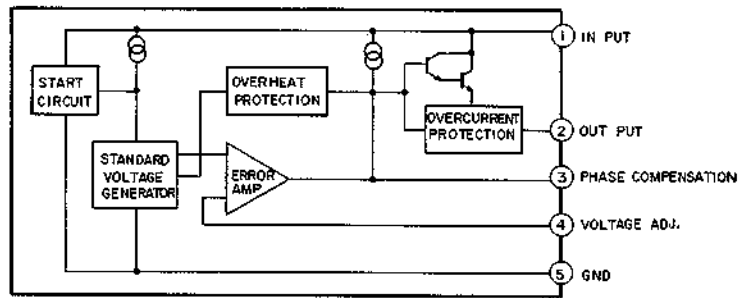 START
CIRCUIT
OVERHEAT
PROTECTION
OVERCURRENT
PROTECTION
STANDARD
VOLTAGE
GENERATOR
ERROR
AMP
1 IN PUT
2 OUT PUT
3 PHASE COMPENSATION
4 VOLTAGE ADJ.
5 GND